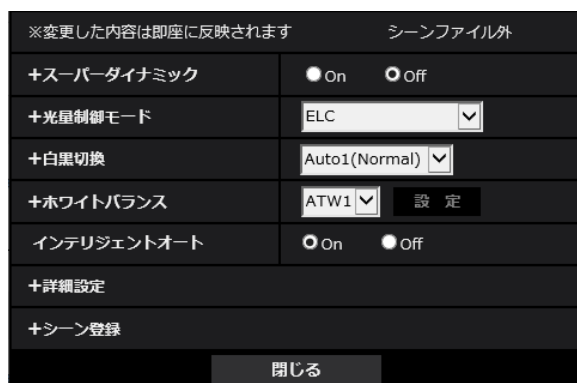 ※変更した内容は即座に反映されます シーンファイル外
+スーパーダイナミック On Off
+光量制御モード ELC
+白黒切換 Auto1(Normal)
+ホワイトバランス ATW1 設 定
インテリジェントオート On Off
+詳細設定
+シーン登録
閉じる